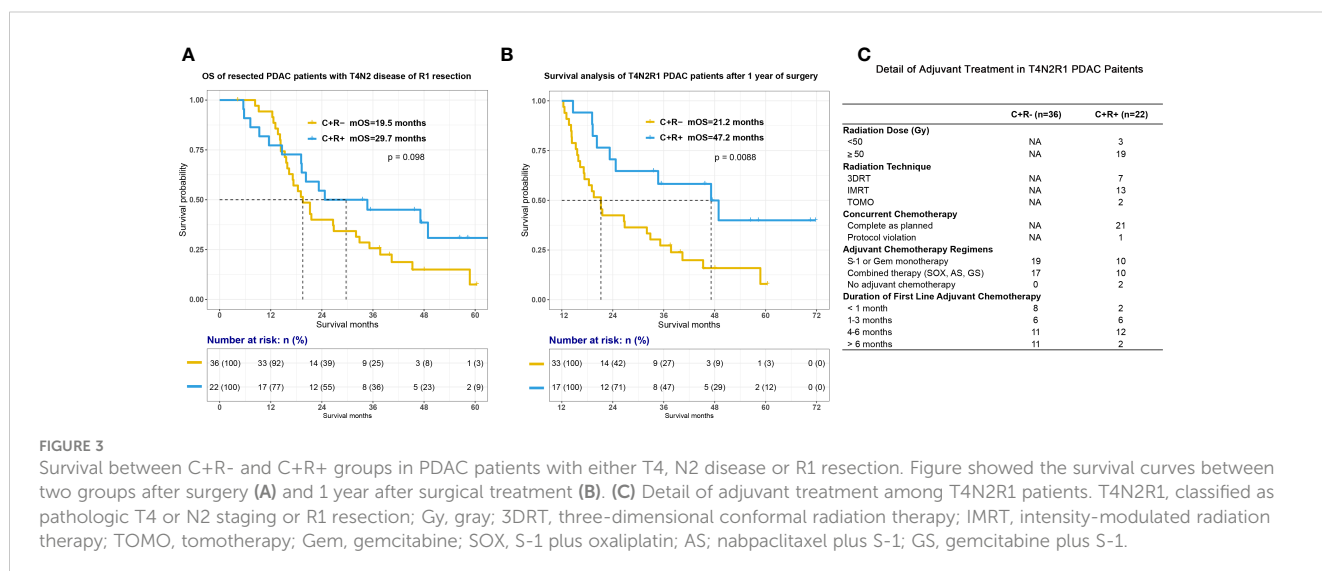 A
OS of resected PDAC patients with T4N2 disease of R1 resection
1.00
0.75
0.50
0.25
0.00
Survival probability
C+R− mOS=19.5 months
C+R+ mOS=29.7 months
p = 0.098
0 12 24 36 48 60
Survival months
Number at risk: n (%)
36 (100) 33 (92) 14 (39) 9 (25) 3 (8) 1 (3)
22 (100) 17 (77) 12 (55) 8 (36) 5 (23) 2 (9)
0 12 24 36 48 60
Survival months
B
Survival analysis of T4N2R1 PDAC patients after 1 year of surgery
1.00
0.75
0.50
0.25
0.00
Survival probability
C+R− mOS=21.2 months
C+R+ mOS=47.2 months
p = 0.0088
12 24 36 48 60 72
Survival months
Number at risk: n (%)
33 (100) 14 (42) 9 (27) 3 (9) 1 (3) 0 (0)
17 (100) 12 (71) 8 (47) 5 (29) 2 (12) 0 (0)
12 24 36 48 60 72
Survival months
C
Detail of Adjuvant Treatment in T4N2R1 PDAC Paitents
C+R- (n=36) C+R+ (n=22)
Radiation Dose (Gy)
<50 NA 3
≥ 50 NA 19
Radiation Technique
3DRT NA 7
IMRT NA 13
TOMO NA 2
Concurrent Chemotherapy
Complete as planned NA 21
Protocol violation NA 1
Adjuvant Chemotherapy Regimens
S-1 or Gem monotherapy 19 10
Combined therapy (SOX, AS, GS) 17 10
No adjuvant chemotherapy 0 2
Duration of First Line Adjuvant Chemotherapy
< 1 month 8 2
1-3 months 6 6
4-6 months 11 12
> 6 months 11 2
FIGURE 3
Survival between C+R- and C+R+ groups in PDAC patients with either T4, N2 disease or R1 resection. Figure showed the survival curves between
two groups after surgery (A) and 1 year after surgical treatment (B). (C) Detail of adjuvant treatment among T4N2R1 patients. T4N2R1, classified as
pathologic T4 or N2 staging or R1 resection; Gy, gray; 3DRT, three-dimensional conformal radiation therapy; IMRT, intensity-modulated radiation
therapy; TOMO, tomotherapy; Gem, gemcitabine; SOX, S-1 plus oxaliplatin; AS; nabpaclitaxel plus S-1; GS, gemcitabine plus S-1.